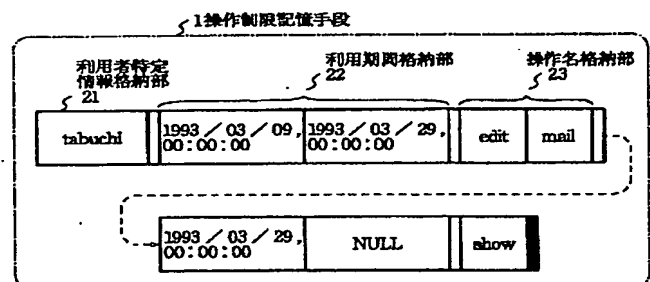 1操作制限記憶手段
利用者特定
情報格納部
21
利用期間格納部
22
操作名格納部
23
tabuchi
1993/03/09,
00:00:00
1993/03/29,
00:00:00
edit
mail
1993/03/29,
00:00:00
NULL
show